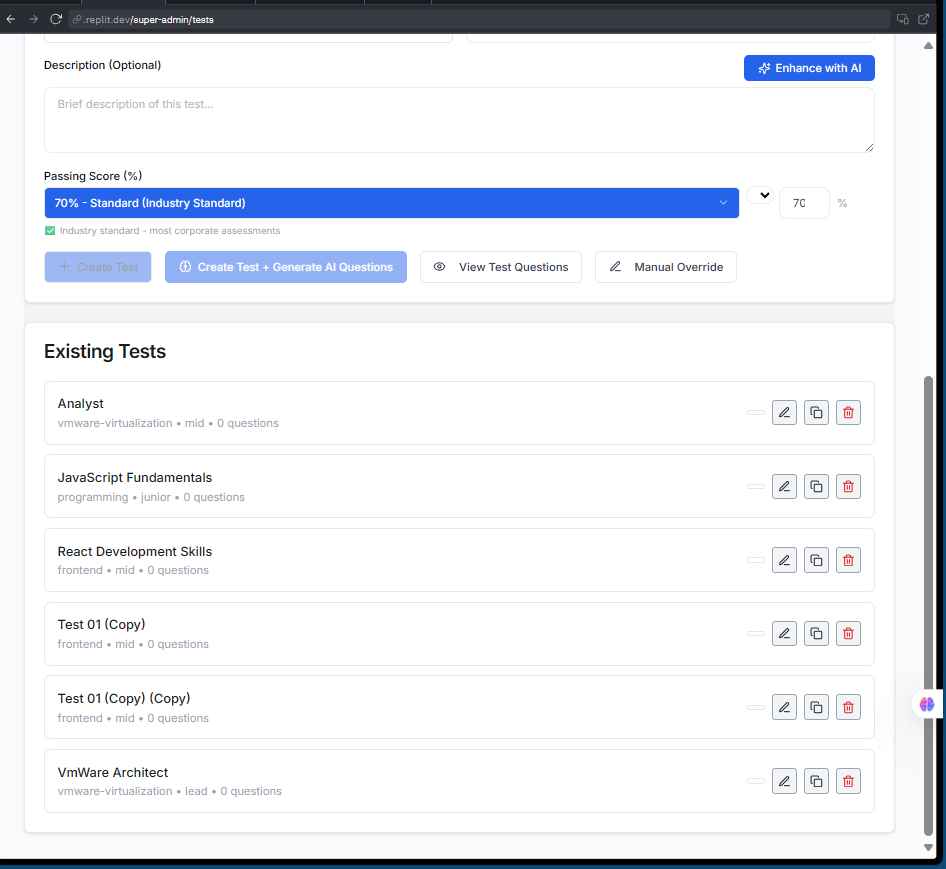 .replit.dev/super-admin/tests
Description (Optional)
Enhance with AI
Brief description of this test...
Passing Score (%)
70% - Standard (Industry Standard)
70
%
Industry standard - most corporate assessments
Create Test
Create Test + Generate AI Questions
View Test Questions
Manual Override
Existing Tests
Analyst
vmware-virtualization • mid • 0 questions
JavaScript Fundamentals
programming • junior • 0 questions
React Development Skills
frontend • mid • 0 questions
Test 01 (Copy)
frontend • mid • 0 questions
Test 01 (Copy) (Copy)
frontend • mid • 0 questions
VmWare Architect
vmware-virtualization • lead • 0 questions